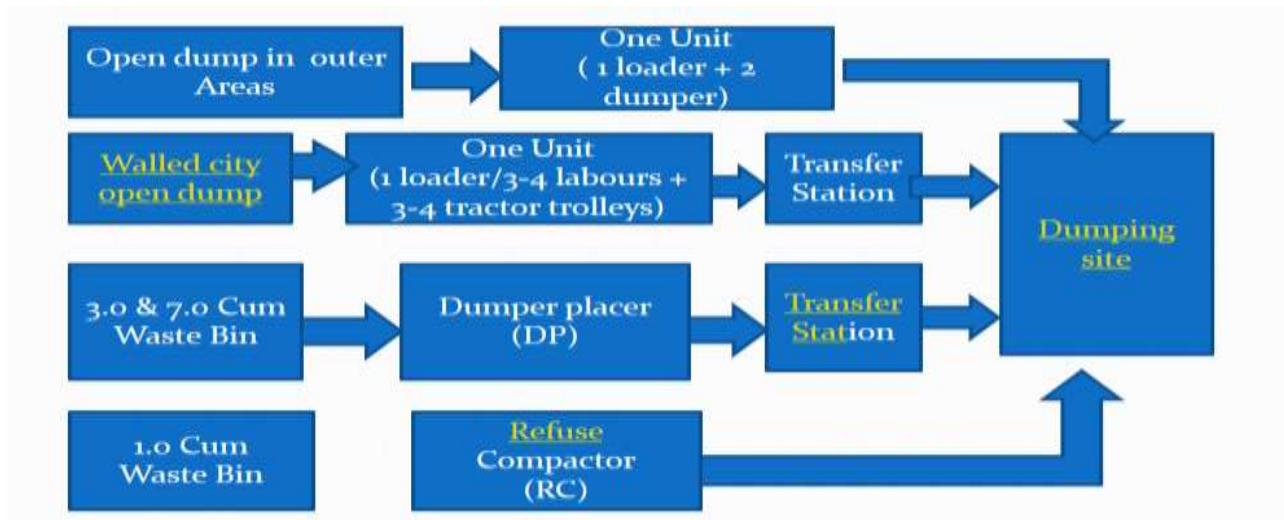 Open dump in outer
Areas
One Unit
( 1 loader + 2
dumper)
Walled city
open dump
One Unit
(1 loader/3-4 labours +
3-4 tractor trolleys)
Transfer
Station
Dumping
site
3.0 & 7.0 Cum
Waste Bin
Dumper placer
(DP)
Transfer
Station
1.0 Cum
Waste Bin
Refuse
Compactor
(RC)